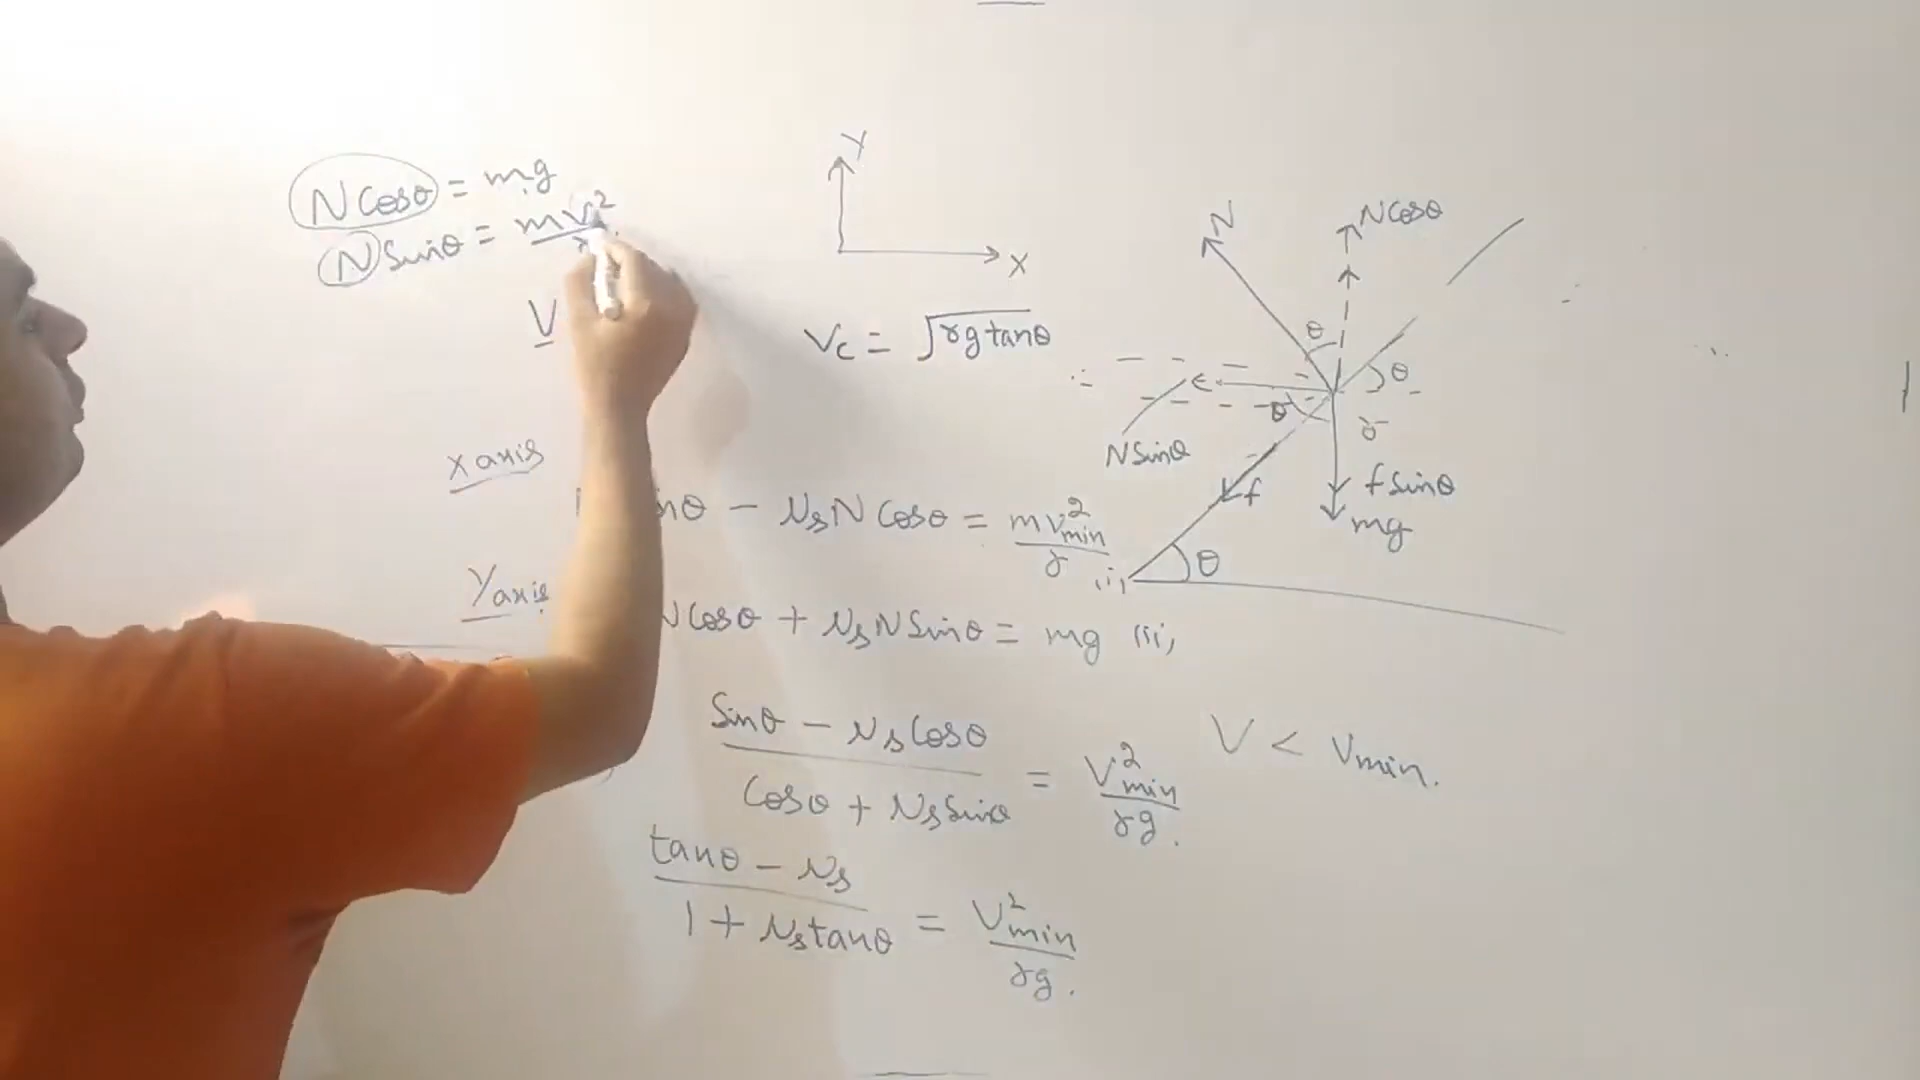 N Cosθ = mg
N Sinθ = mv²
V
Y
X
Vc = √rg tanθ
N
N Cosθ
θ
θ
θ
r
N Sinθ
f
f Sinθ
mg
θ
X axis
nθ - μsN Cosθ = mv²min/r (i)
Y axis
N Cosθ + μsN Sinθ = mg (ii)
Sinθ - μs Cosθ
Cosθ + μs Sinθ
= V²min/rg.
V < Vmin.
tanθ - μs
1 + μs tanθ
= V²min/rg.